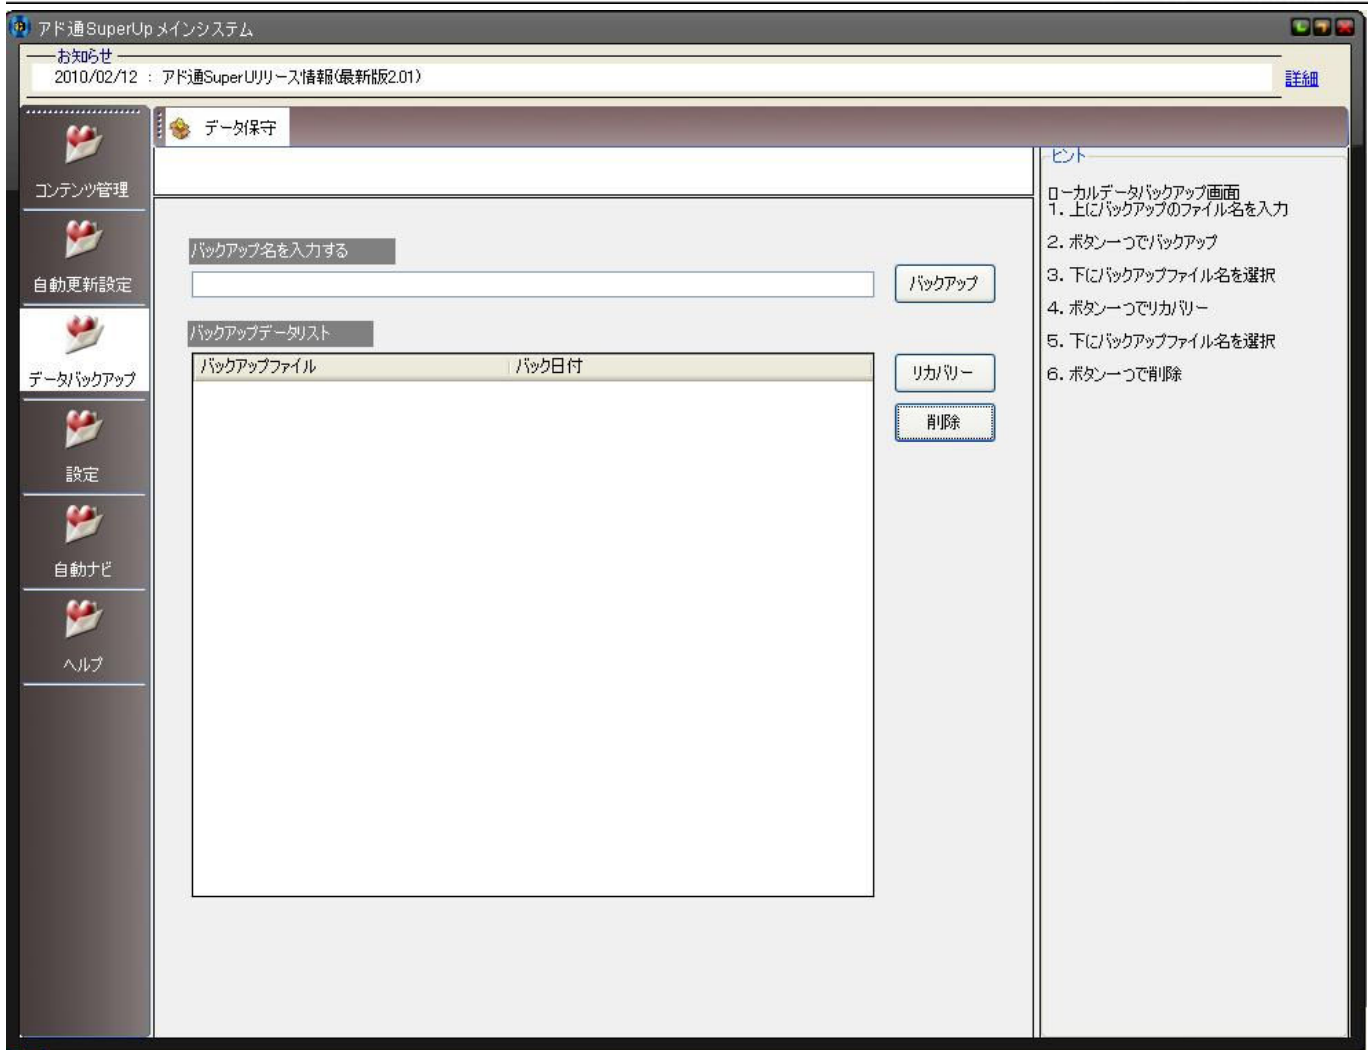 アド通SuperUpメインシステム
お知らせ
2010/02/12 : アド通SuperUリリース情報(最新版2.01)
詳細
データ保守
コンテンツ管理
自動更新設定
データバックアップ
設定
自動ナビ
ヘルプ
バックアップ名を入力する
バックアップ
バックアップデータリスト
バックアップファイル バック日付
リカバリー
削除
ヒント
ローカルデータバックアップ画面
1. 上にバックアップのファイル名を入力
2. ボタン一つでバックアップ
3. 下にバックアップファイル名を選択
4. ボタン一つでリカバリー
5. 下にバックアップファイル名を選択
6. ボタン一つで削除